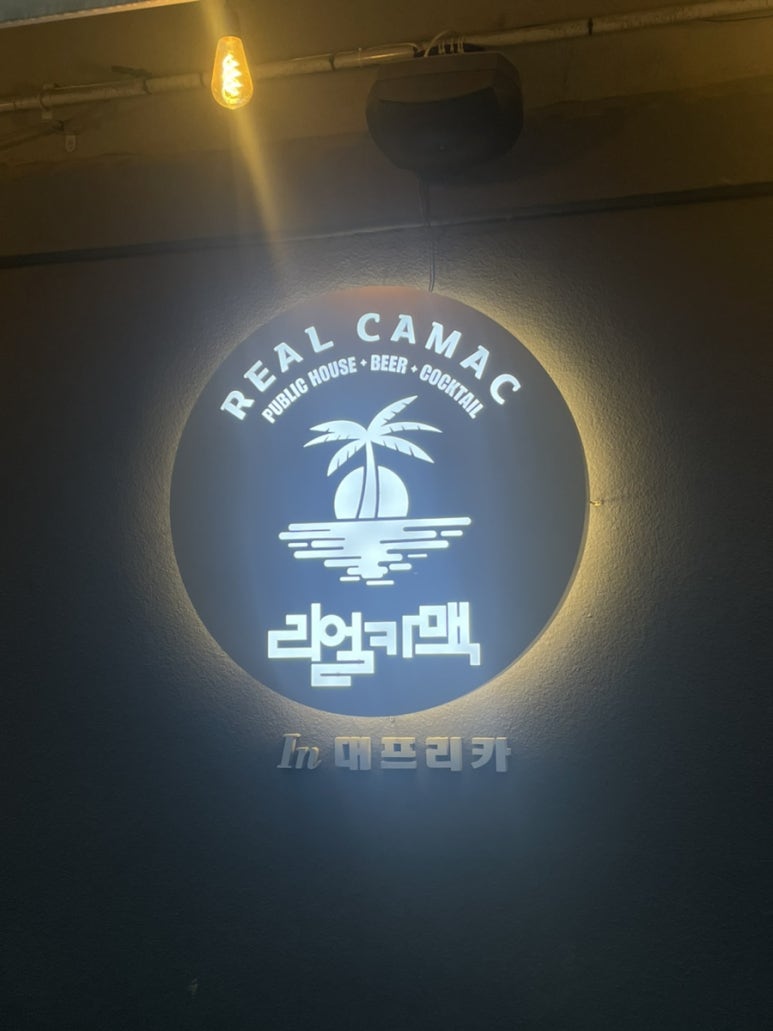 REAL CAMAC
PUBLIC HOUSE + BEER + COCKTAIL
리얼카맥
In 대프리카